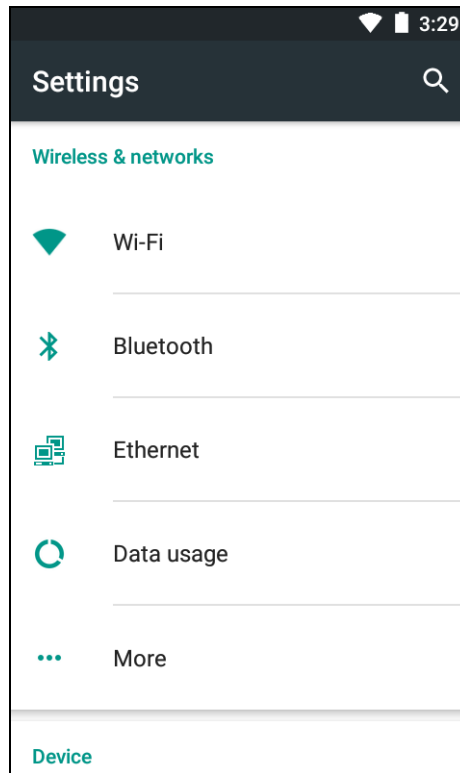 3:29
Settings
Wireless & networks
Wi-Fi
Bluetooth
Ethernet
Data usage
More
Device